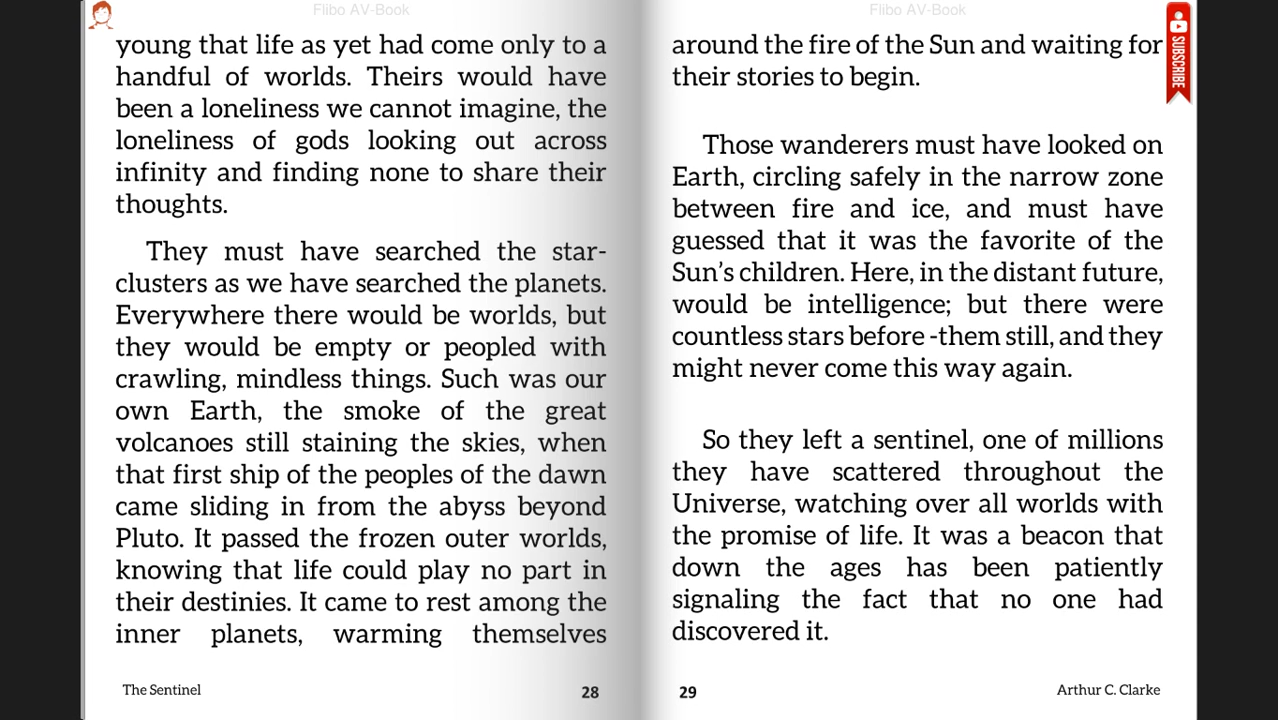 Flibo AV-Book
young that life as yet had come only to a
handful of worlds. Theirs would have
been a loneliness we cannot imagine, the
loneliness of gods looking out across
infinity and finding none to share their
thoughts.
They must have searched the star-
clusters as we have searched the planets.
Everywhere there would be worlds, but
they would be empty or peopled with
crawling, mindless things. Such was our
own Earth, the smoke of the great
volcanoes still staining the skies, when
that first ship of the peoples of the dawn
came sliding in from the abyss beyond
Pluto. It passed the frozen outer worlds,
knowing that life could play no part in
their destinies. It came to rest among the
inner planets, warming themselves
The Sentinel
28
Flibo AV-Book
SUBSCRIBE
around the fire of the Sun and waiting for
their stories to begin.
Those wanderers must have looked on
Earth, circling safely in the narrow zone
between fire and ice, and must have
guessed that it was the favorite of the
Sun's children. Here, in the distant future,
would be intelligence; but there were
countless stars before -them still, and they
might never come this way again.
So they left a sentinel, one of millions
they have scattered throughout the
Universe, watching over all worlds with
the promise of life. It was a beacon that
down the ages has been patiently
signaling the fact that no one had
discovered it.
29
Arthur C. Clarke